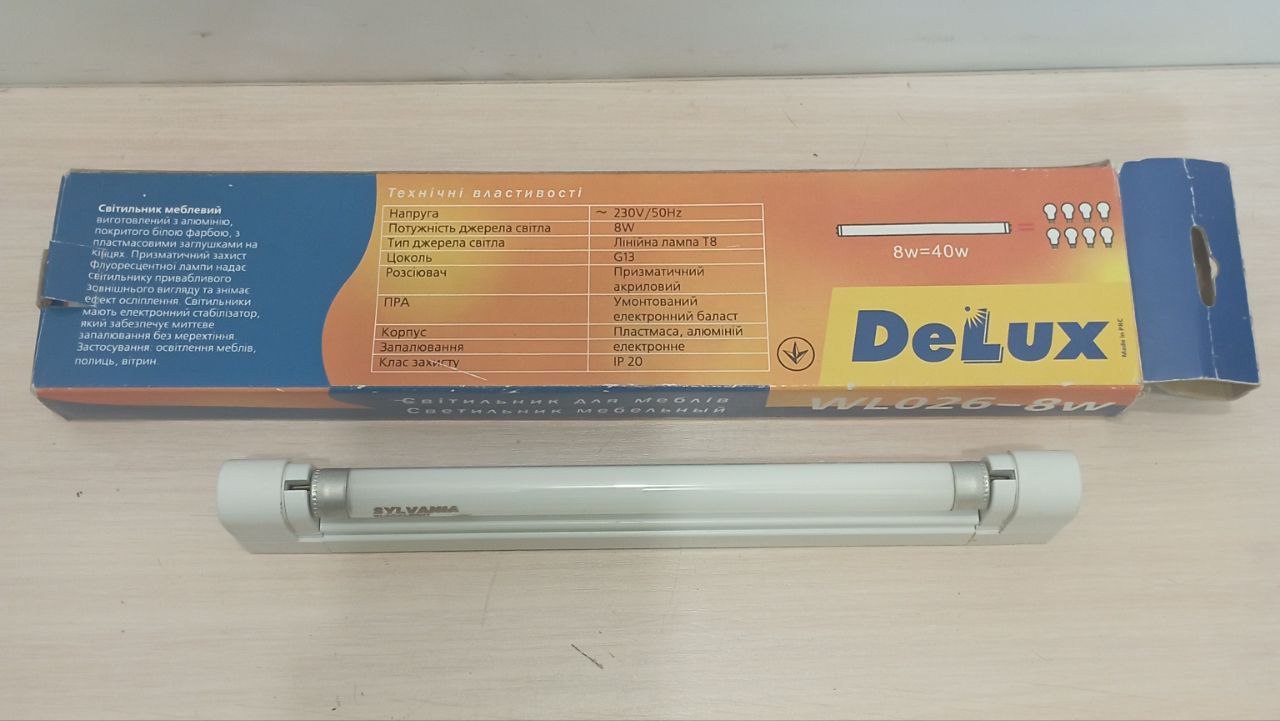 Світильник меблевий
виготовлений з алюмінію,
покритого білою фарбою, з
пластмасовими заглушками на
кінцях. Призматичний захист
флуоресцентної лампи надає
світильнику привабливого
зовнішнього вигляду та знімає
ефект осліплення. Світильники
мають електронний стабілізатор,
який забезпечує миттєве
запалювання без мерехтіння.
Застосування: освітлення меблів,
полиць, вітрин.
Технічні властивості
Напруга ~ 230V/50Hz
Потужність джерела світла 8W
Тип джерела світла Лінійна лампа T8
Цоколь G13
Розсіювач Призматичний
акриловий
ПРА Умонтований
електронний баласт
Корпус Пластмаса, алюміній
Запалювання електронне
Клас захисту IP 20
=
8w=40w
DeLux
Made in PRC
Світильник для меблів
Светильник мебельный
WL026-8w
SYLVANIA